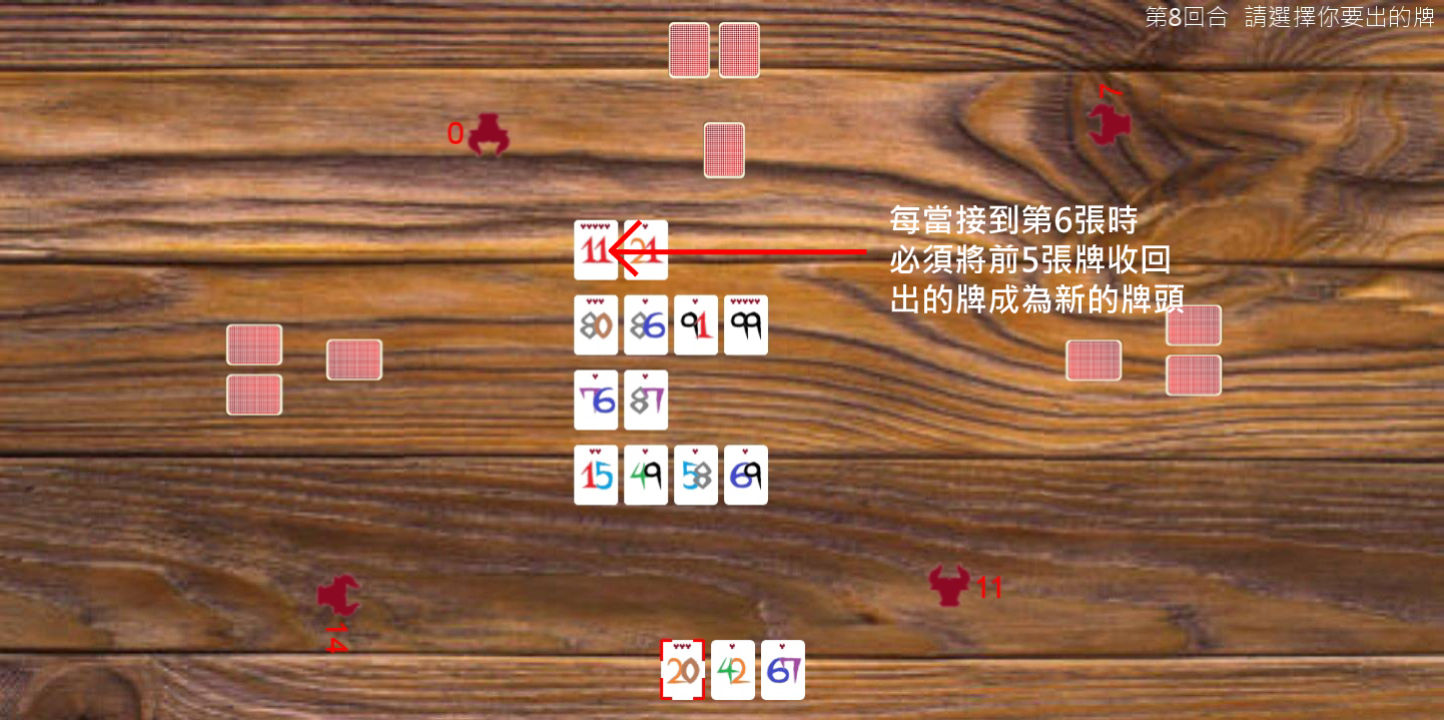 第8回合 請選擇你要出的牌
0
7
每當接到第6張時
必須將前5張牌收回
出的牌成為新的牌頭
11 21
80 86 91 99
76 87
15 49 58 69
14
11
20 42 67